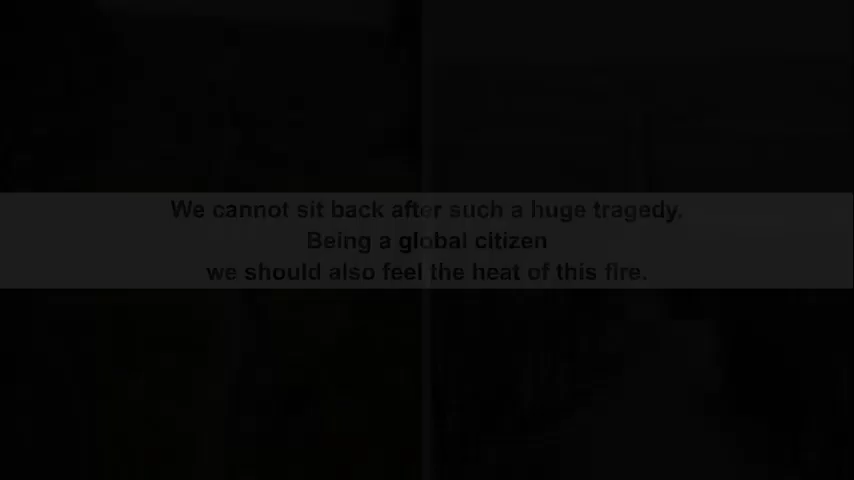 We cannot sit back after such a huge tragedy.
Being a global citizen
we should also feel the heat of this fire.